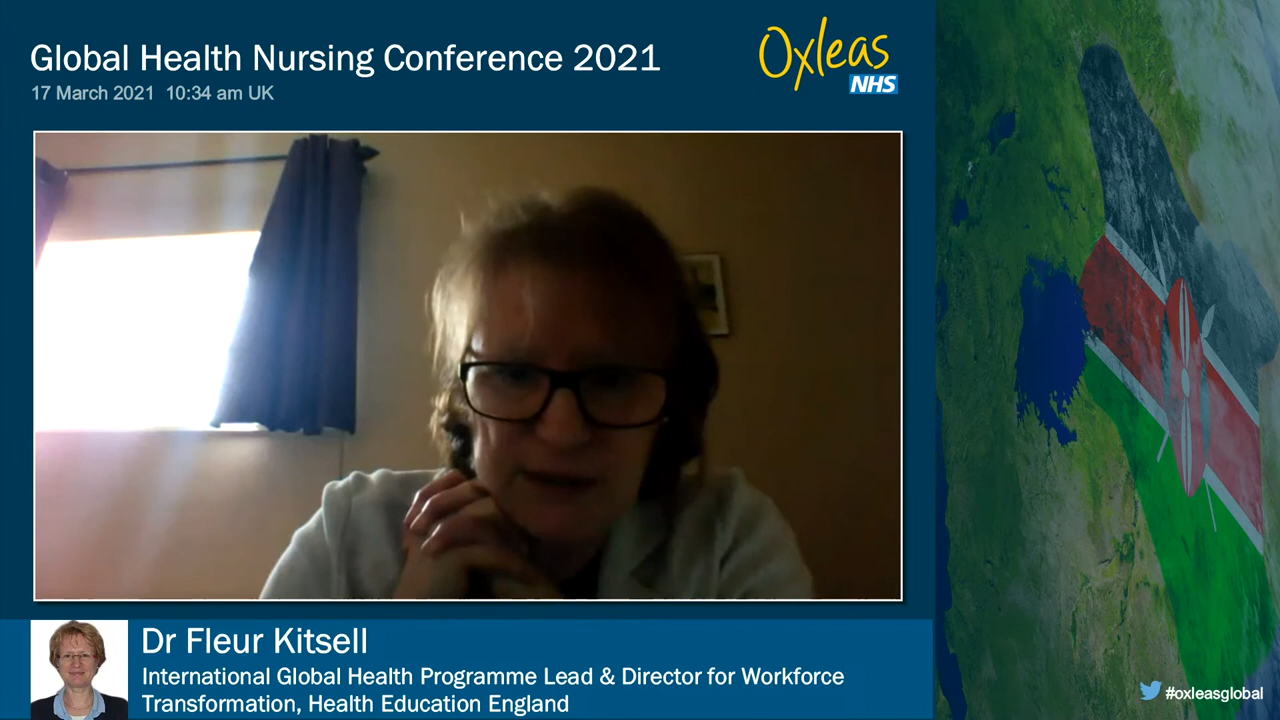 Global Health Nursing Conference 2021
17 March 2021 10:34 am UK
Oxleas
NHS
Dr Fleur Kitsell
International Global Health Programme Lead & Director for Workforce
Transformation, Health Education England
#oxleasglobal